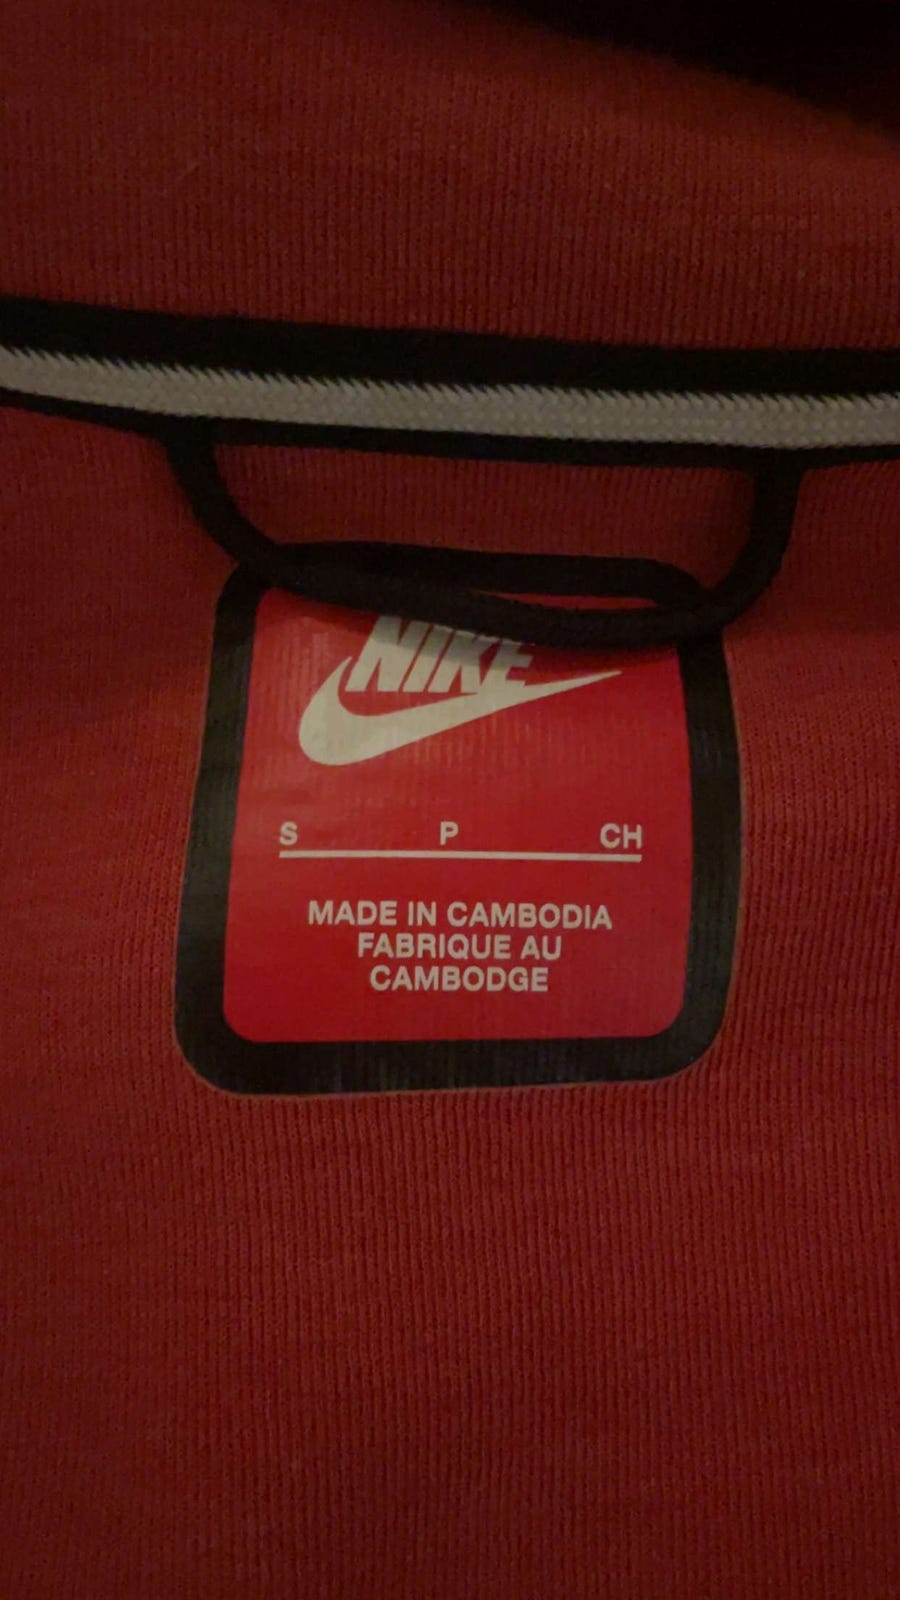 NIKE
S P CH
MADE IN CAMBODIA
FABRIQUE AU
CAMBODGE